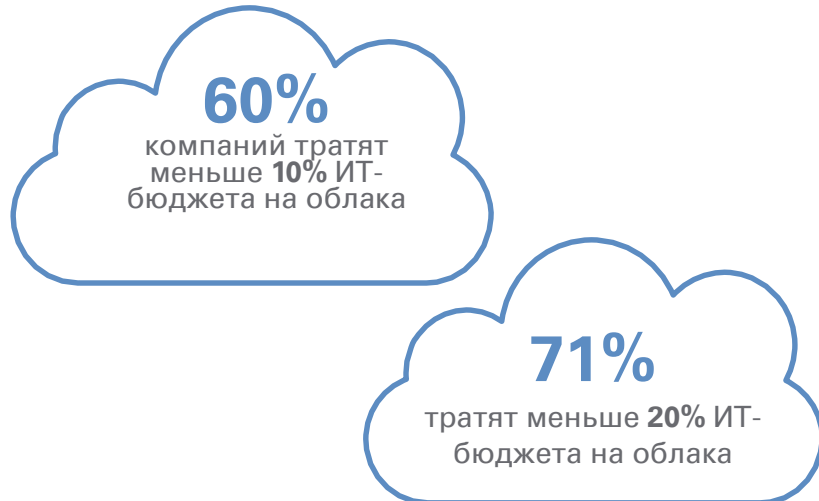 60%
компаний тратят
меньше 10% ИТ-
бюджета на облака
71%
тратят меньше 20% ИТ-
бюджета на облака